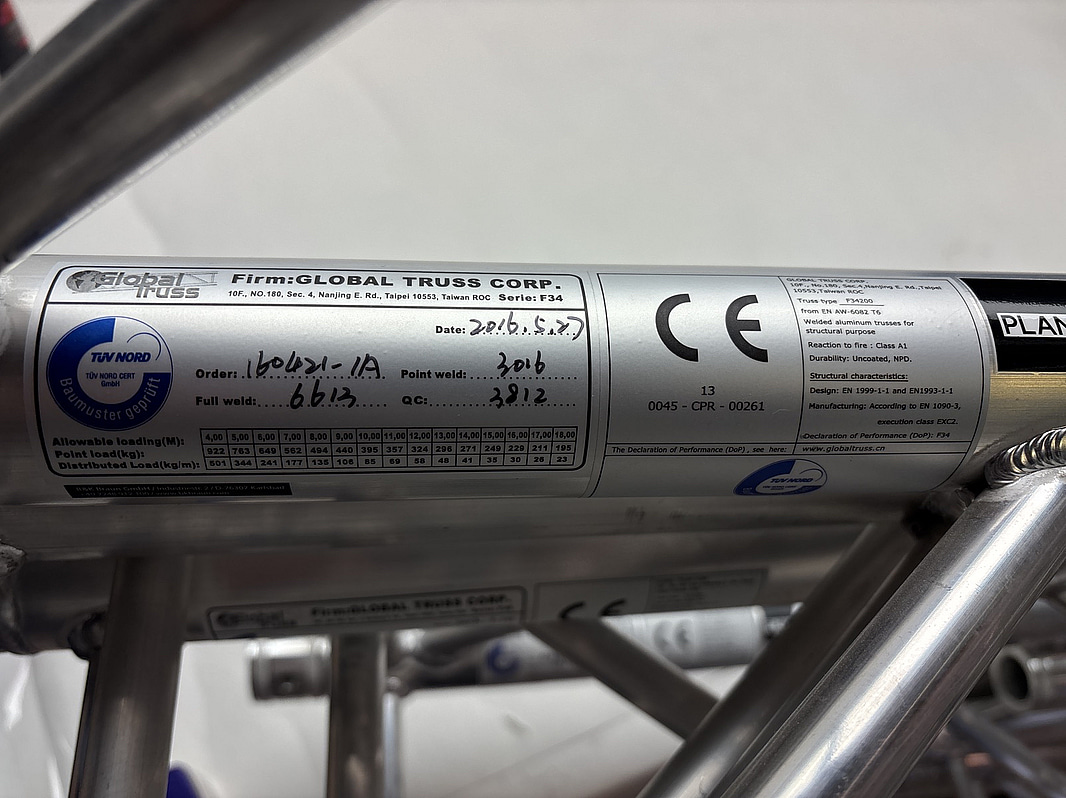 Global Truss
Firm:GLOBAL TRUSS CORP.
10F., NO.180, Sec. 4, Nanjing E. Rd., Taipei 10553, Taiwan ROC Serie: F34
Date: 2016.5.27
Order: 160421-1A Point weld: 3016
Full weld: 6613 QC: 3812
TÜV NORD
TÜV NORD CERT
GmbH
Baumuster geprüft
Allowable loading(M): 4,00 5,00 6,00 7,00 8,00 9,00 10,00 11,00 12,00 13,00 14,00 15,00 16,00 17,00 18,00
Point load(kg): 922 763 649 562 494 440 395 357 324 296 271 249 229 211 195
Distributed Load(kg/m): 501 344 241 177 135 106 85 69 58 48 41 35 30 26 23
CE
13
0045 - CPR - 00261
GLOBAL TRUSS CORP.
10F., No.180, Sec.4,Nanjing E. Rd.,Taipei
10553,Taiwan ROC
Truss type F34200
from EN AW-6082 T6
Welded aluminum trusses for
structural purpose
Reaction to fire : Class A1
Durability: Uncoated, NPD.
Structural characteristics:
Design: EN 1999-1-1 and EN1993-1-1
Manufacturing: According to EN 1090-3,
execution class EXC2.
Declaration of Performance (DoP): F34
The Declaration of Performance (DoP) , see here: www.globaltruss.cn
TÜV NORD
PLAN
Global Truss
Firm:GLOBAL TRUSS CORP.
CE
CE